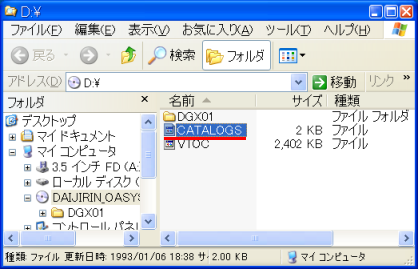 D:¥
ファイル(F) 編集(E) 表示(V) お気に入り(A) ツール(T) ヘルプ(H)
戻る 検索 フォルダ
アドレス(D) D:¥ 移動 リンク »
フォルダ × 名前 サイズ 種類
デスクトップ
マイ ドキュメント
マイ コンピュータ
3.5 インチ FD (A:
ローカル ディスク (
DAIJIRIN_OASY
DGX01
コントロール パネ
DGX01 ファイル フォルダ
CATALOGS 2 KB ファイル
VTOC 2,402 KB ファイル
種類: ファイル 更新日時: 1993/01/06 18:38 サ 2.00 KB マイ コンピュータ